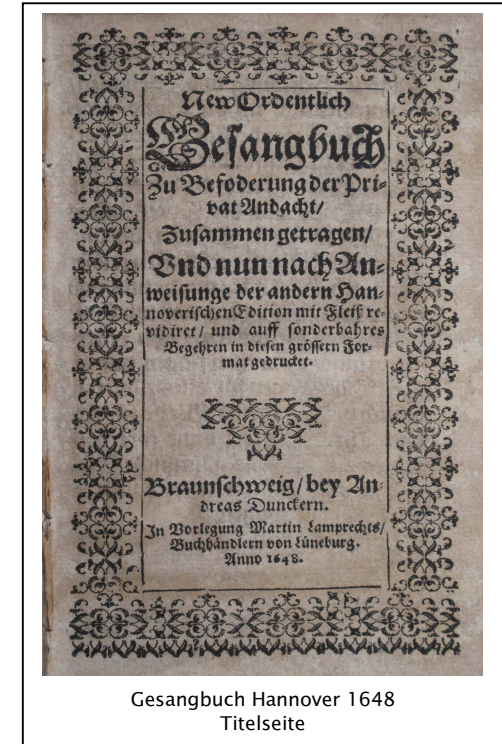 New Ordentlich
Gesangbuch
Zu Befoderung der Pri-
vat Andacht/
Zusammen getragen/
Vnd nun nach An-
weisunge der andern Han-
noverischen Edition mit Fleiß re-
vidiret/ und auff sonderbahres
Begehren in diesen grössern For-
mat gedrucket.
Braunschweig/ bey An-
dreas Dunckern.
In Vorlegung Martin Lamprechts/
Buchhändlern von Lüneburg.
Anno 1648.
Gesangbuch Hannover 1648
Titelseite